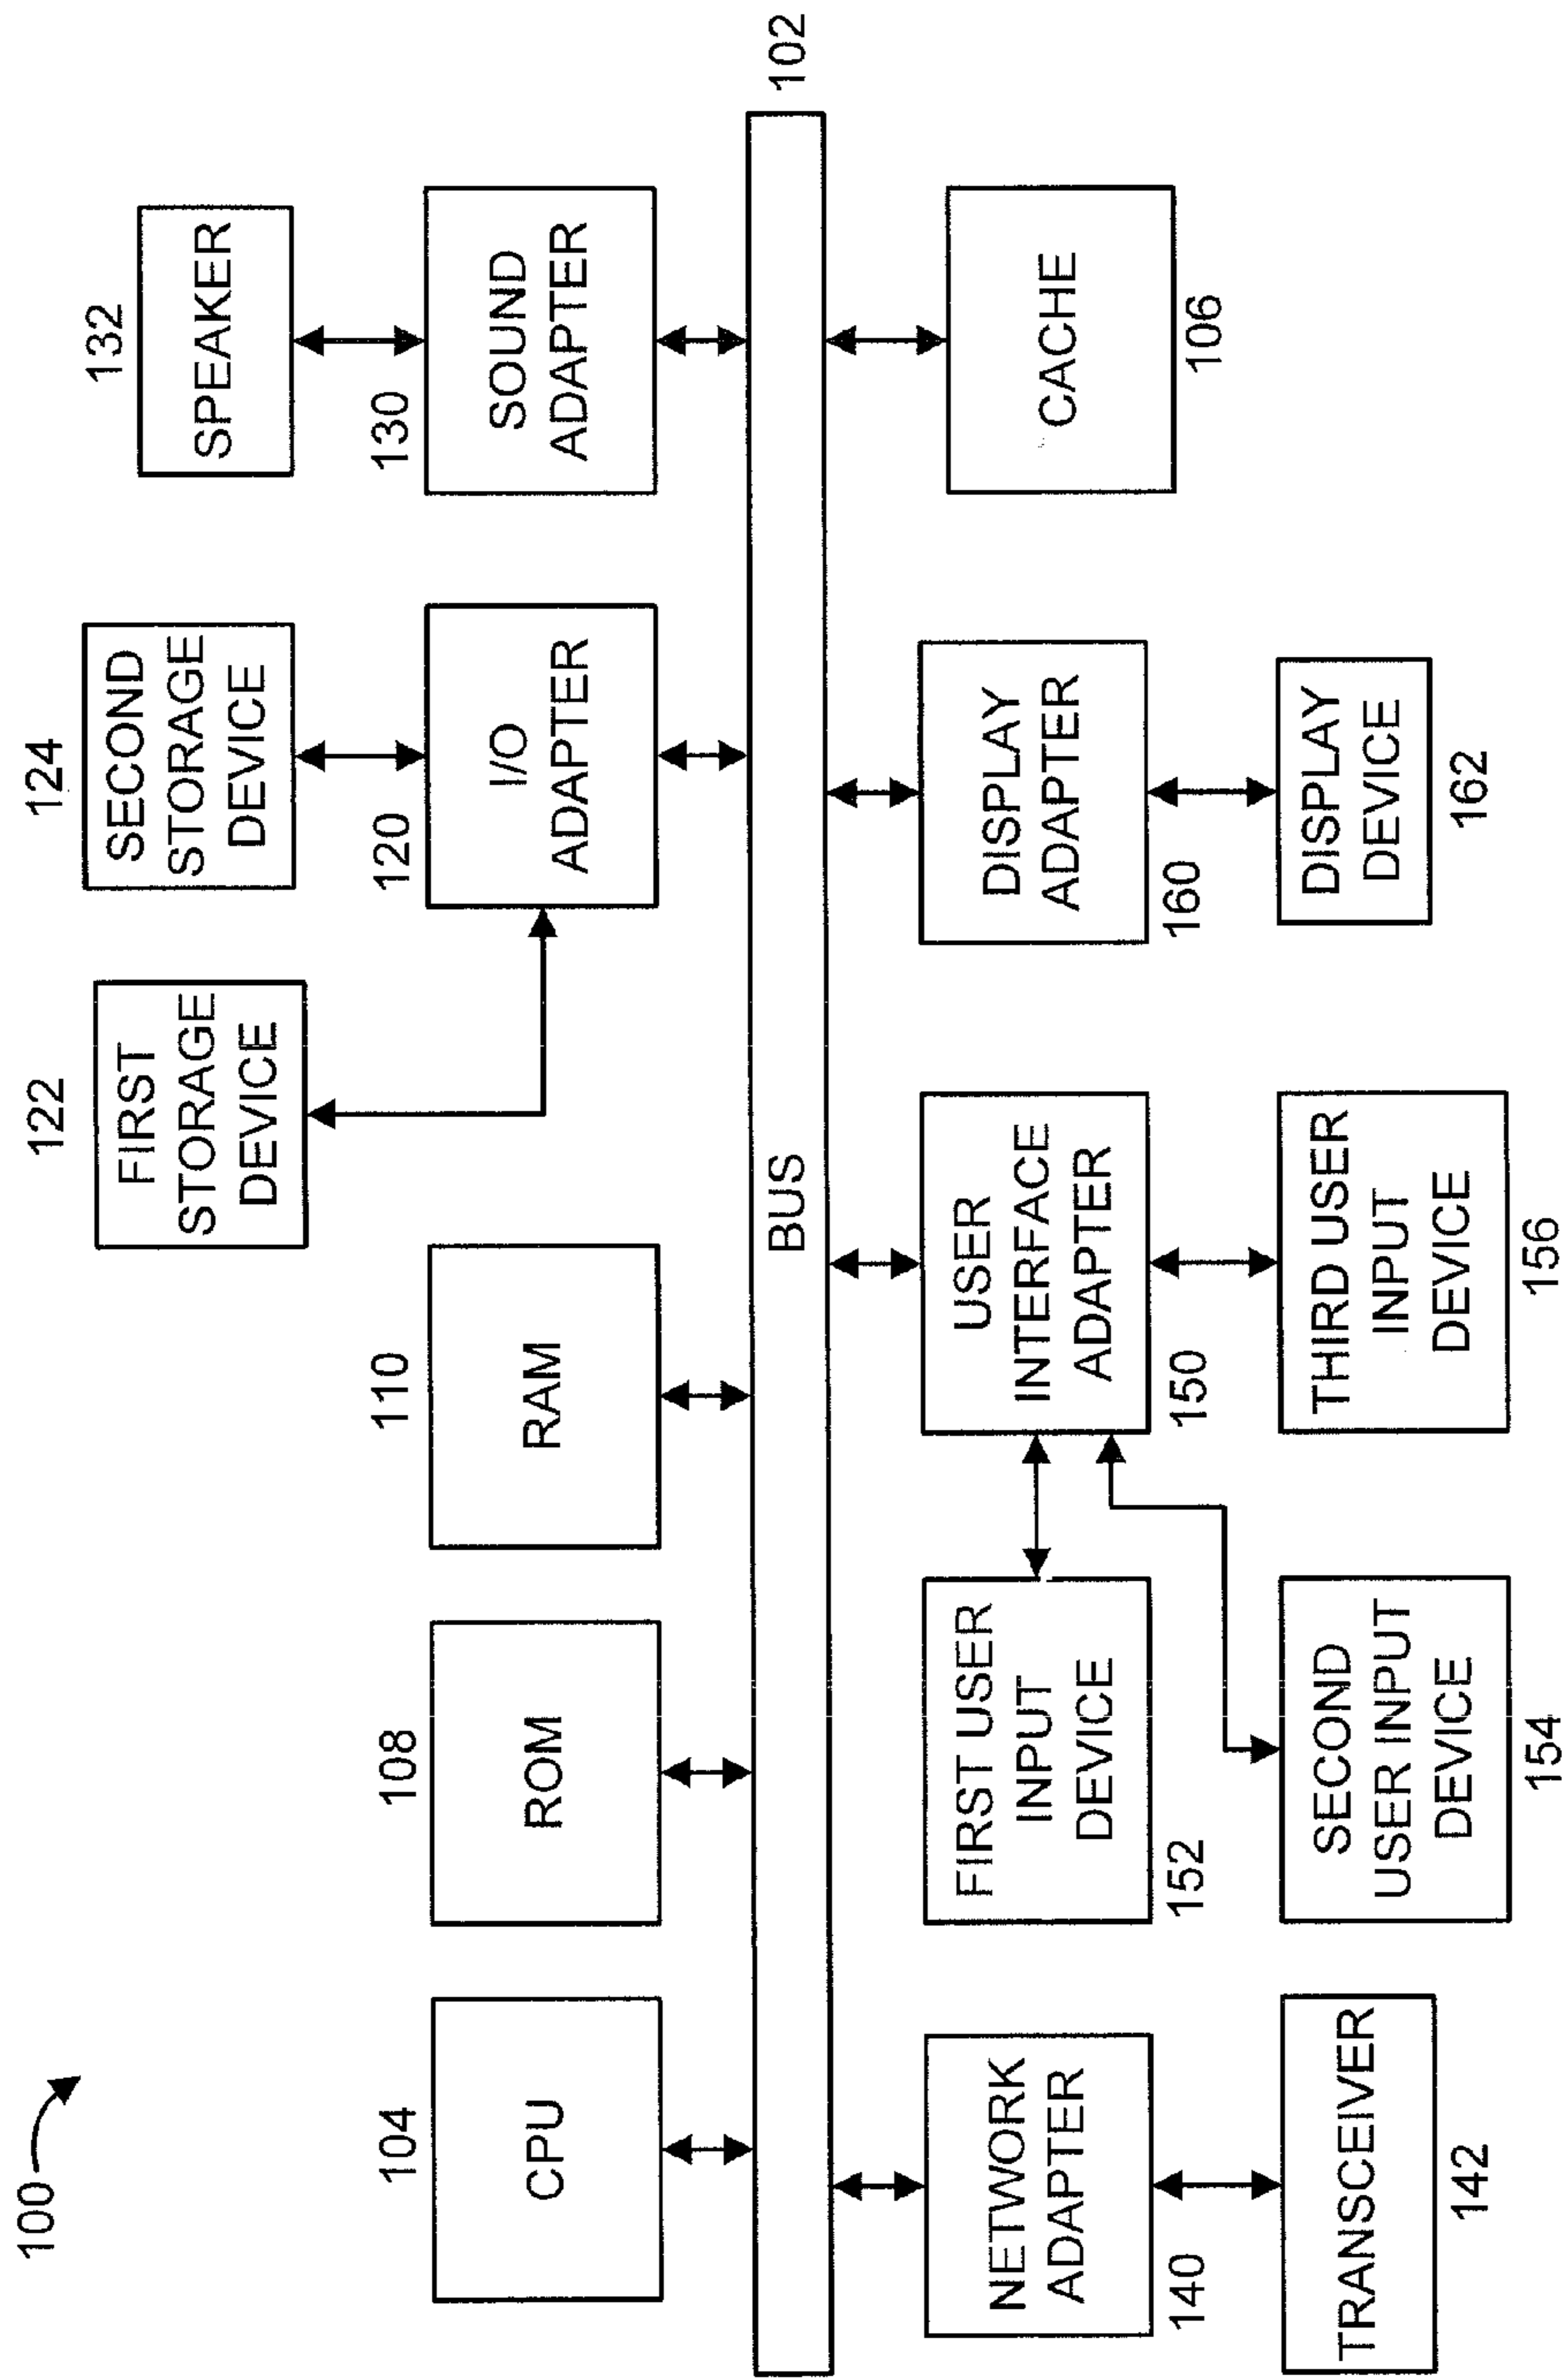 100
122
FIRST
STORAGE
DEVICE
124
SECOND
STORAGE
DEVICE
132
SPEAKER
104
CPU
108
ROM
110
RAM
120
I/O
ADAPTER
130
SOUND
ADAPTER
BUS
102
NETWORK
ADAPTER
140
FIRST USER
INPUT
DEVICE
152
USER
INTERFACE
ADAPTER
150
DISPLAY
ADAPTER
160
CACHE
106
TRANSCEIVER
142
SECOND
USER INPUT
DEVICE
154
THIRD USER
INPUT
DEVICE
156
DISPLAY
DEVICE
162